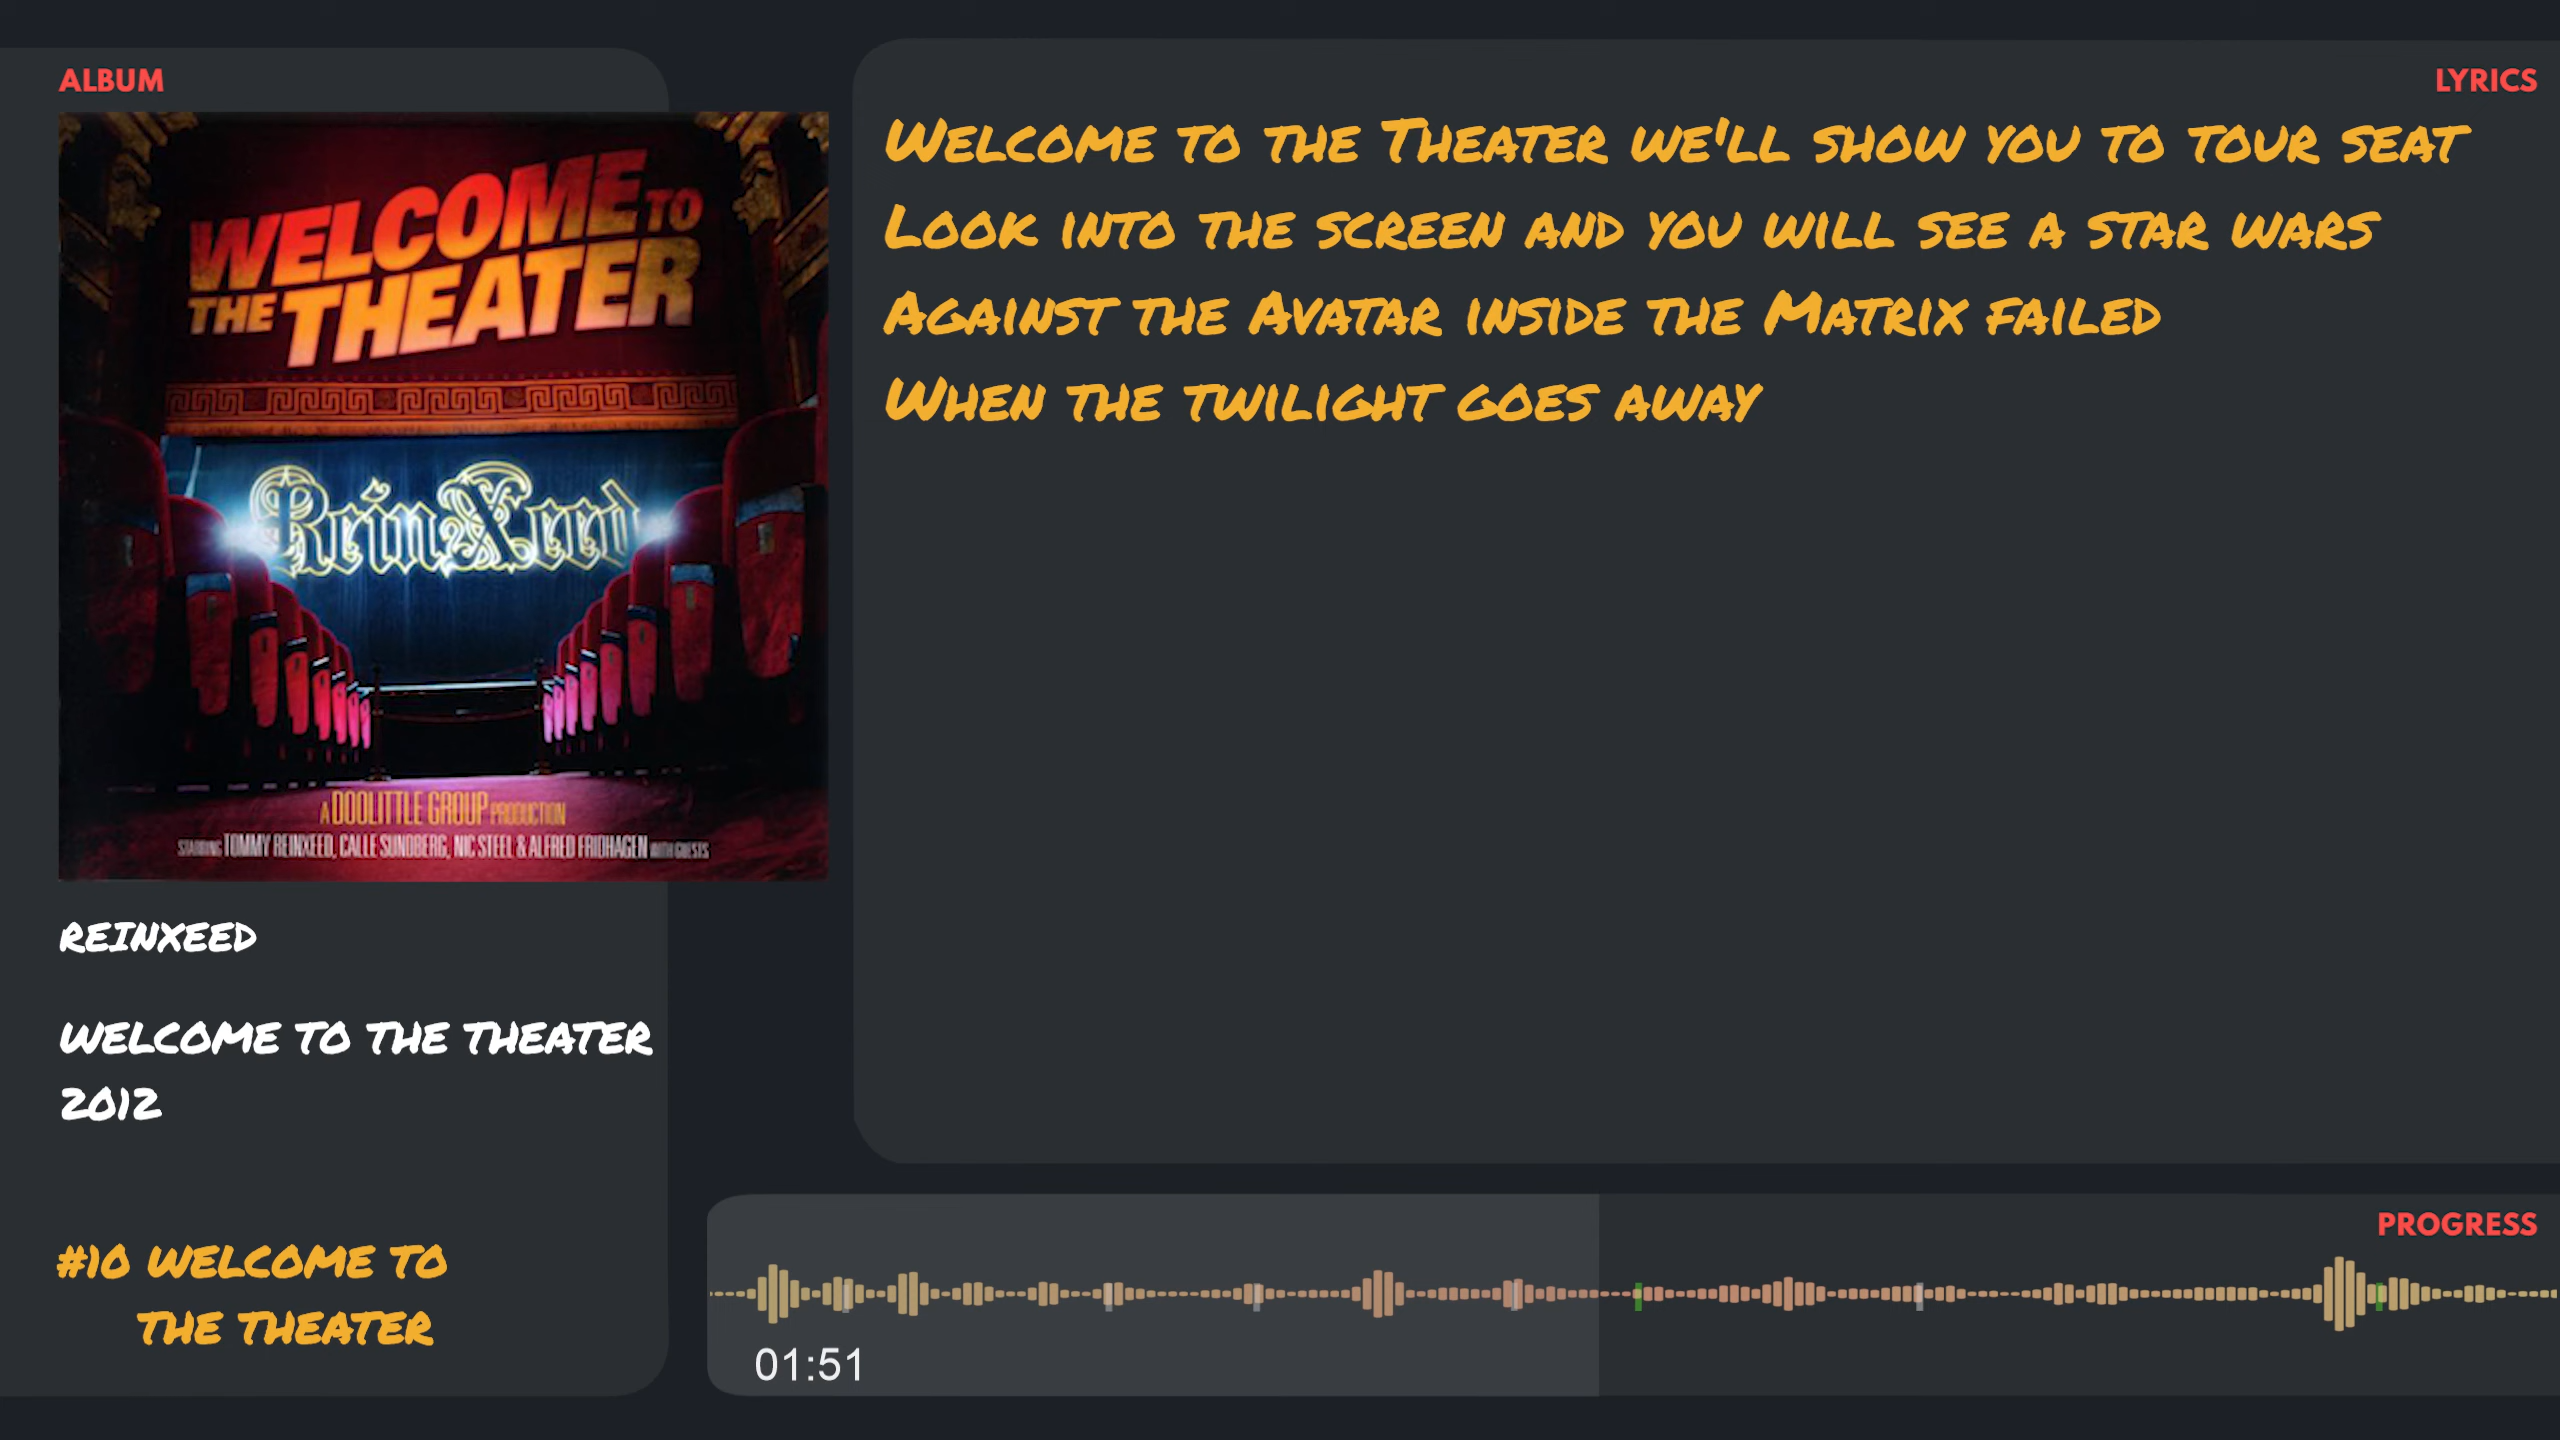 ALBUM
WELCOME TO
THE THEATER
ReinXeed
A DOOLITTLE GROUP PRODUCTION
STARRING TOMMY REINXEED, CALLE SUNDBERG, NIC STEEL & ALFRED FRIDHAGEN WITH GUESTS
REINXEED
WELCOME TO THE THEATER
2012
#10 WELCOME TO
THE THEATER
LYRICS
WELCOME TO THE THEATER WE'LL SHOW YOU TO TOUR SEAT
LOOK INTO THE SCREEN AND YOU WILL SEE A STAR WARS
AGAINST THE AVATAR INSIDE THE MATRIX FAILED
WHEN THE TWILIGHT GOES AWAY
PROGRESS
01:51